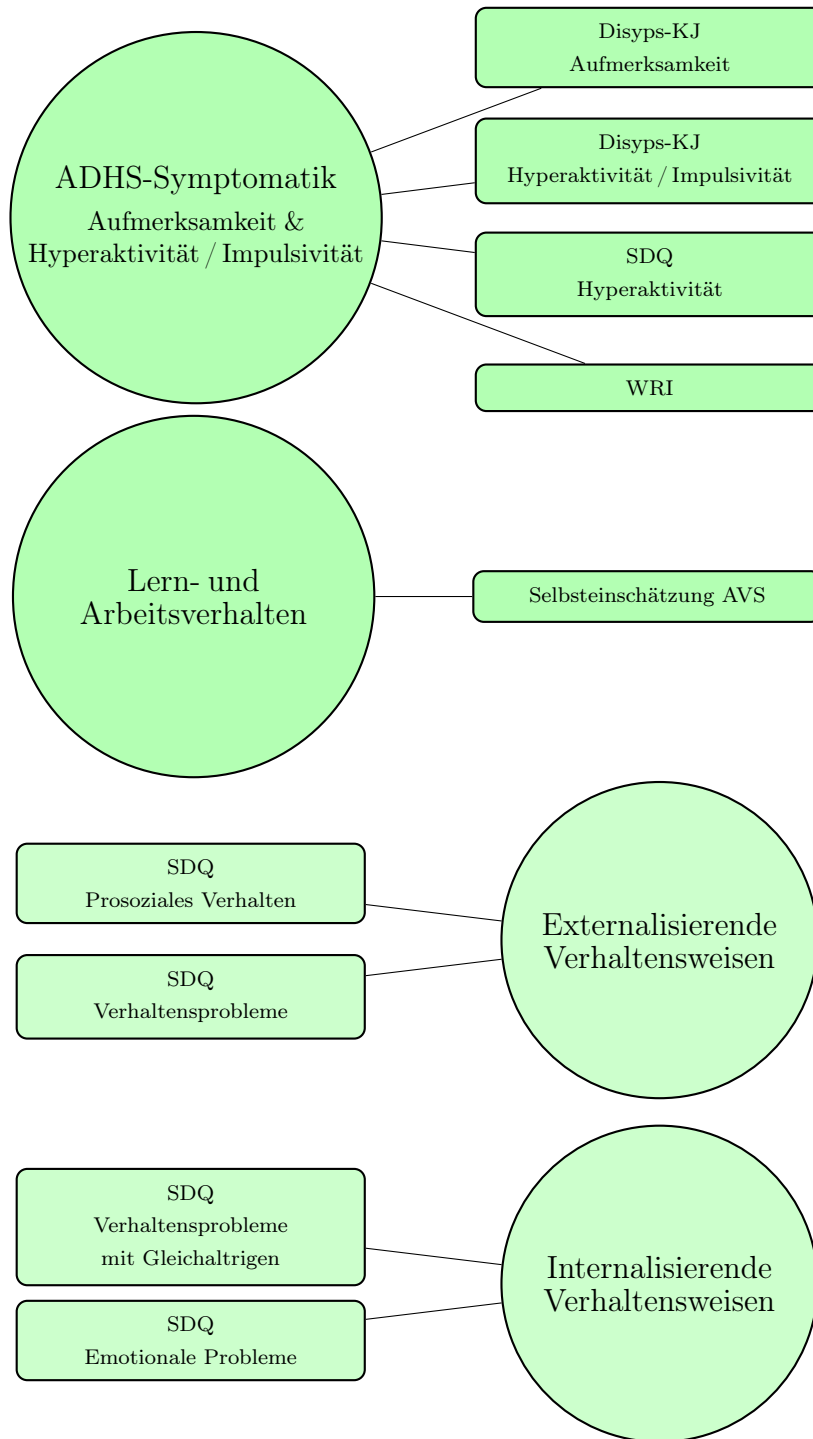 ADHS-Symptomatik
Aufmerksamkeit &
Hyperaktivität / Impulsivität
Disyps-KJ
Aufmerksamkeit
Disyps-KJ
Hyperaktivität / Impulsivität
SDQ
Hyperaktivität
WRI
Lern- und
Arbeitsverhalten
Selbsteinschätzung AVS
SDQ
Prosoziales Verhalten
SDQ
Verhaltensprobleme
Externalisierende
Verhaltensweisen
SDQ
Verhaltensprobleme
mit Gleichaltrigen
SDQ
Emotionale Probleme
Internalisierende
Verhaltensweisen